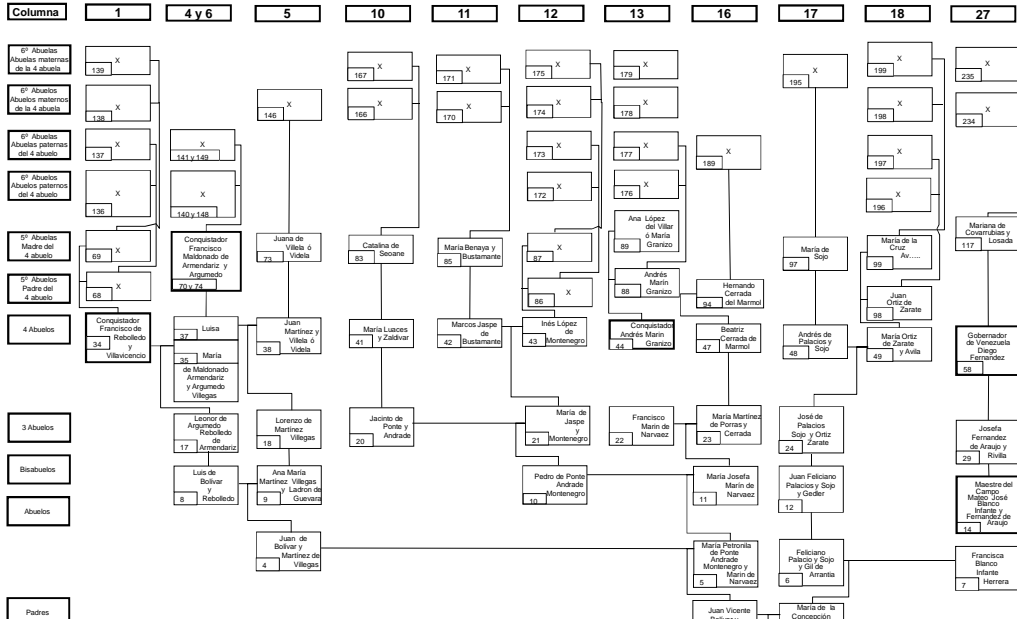 Columna 1 4 y 6 5 10 11 12 13 16 17 18 27
6º Abuelas
Abuelas maternas
de la 4 abuela
X
139
X
167
X
171
X
175
X
179
X
195
X
199
X
235
6º Abuelos
Abuelos maternos
de la 4 abuela
X
138
X
146
X
166
X
170
X
174
X
178
X
198
X
234
6º Abuelas
Abuelas paternas
del 4 abuelo
X
137
X
141 y 149
X
173
X
177
X
189
X
197
6º Abuelos
Abuelos paternos
del 4 abuelo
X
136
X
140 y 148
X
172
X
176
X
196
5º Abuelas
Madre del
4 abuelo
X
69
Conquistador
Francisco
Maldonado de
Armendariz y
Argumedo
70 y 74
Juana de
Villela ó
Videla
73
Catalina de
Seoane
83
María Benaya y
Bustamante
85
X
87
Ana López
del Villar
ó María
Granizo
89
María de
Sojo
97
María de la
Cruz
Av.....
99
Mariana de
Covarrubias y
Losada
117
5º Abuelas
Padre del
4 abuelo
X
68
X
86
Andrés
Marín
Granizo
88
Hernando
Cerrada
del Marmol
94
Juan
Ortiz de
Zarate
98
4 Abuelos
Conquistador
Francisco de
Rebolledo
y
Villavicencio
34
Luisa
37
María
35
de Maldonado
Armendariz
y Argumedo
Villegas
Juan
Martínez y
Villela ó
Videla
38
María Luaces
y Zaldivar
41
Marcos Jaspe
de
Bustamante
42
Inés López
de
Montenegro
43
Conquistador
Andrés Marin
Granizo
44
Beatriz
Cerrada de
Marmol
47
Andrés de
Palacios y
Sojo
48
María Ortiz
de Zarate
y Avila
49
Gobernador
de Venezuela
Diego
Fernandez
58
3 Abuelos
Leonor de
Argumedo
Rebolledo
de
Armendariz
17
Lorenzo de
Martínez
Villegas
18
Jacinto de
Ponte y
Andrade
20
María de
Jaspe
y
Montenegro
21
Francisco
Marin de
Narvaez
22
María Martínez
de Porras y
Cerrada
23
José de
Palacios
Sojo y Ortiz
Zarate
24
Josefa
Fernandez
de Araujo y
Rivilla
29
Bisabuelos
Luis de
Bolivar
y
Rebolledo
8
Ana María
Martínez Villegas
y Ladron de
Guevara
9
Pedro de Ponte
Andrade
Montenegro
10
María Josefa
Marin de
Narvaez
11
Juan Feliciano
Palacios y Sojo
y Gedler
12
Maestre del
Campo
Mateo José
Blanco
Infante y
Fernandez de
Araujo
14
Abuelos
Juan de
Bolivar y
Martínez de
Villegas
4
María Petronila
de Ponte
Andrade
Montenegro y
Marin de
Narvaez
5
Feliciano
Palacio y Sojo
y Gil de
Arrantia
6
Francisca
Blanco
Infante
Herrera
7
Padres
Juan Vicente
Bolivar y
María de la
Concepción